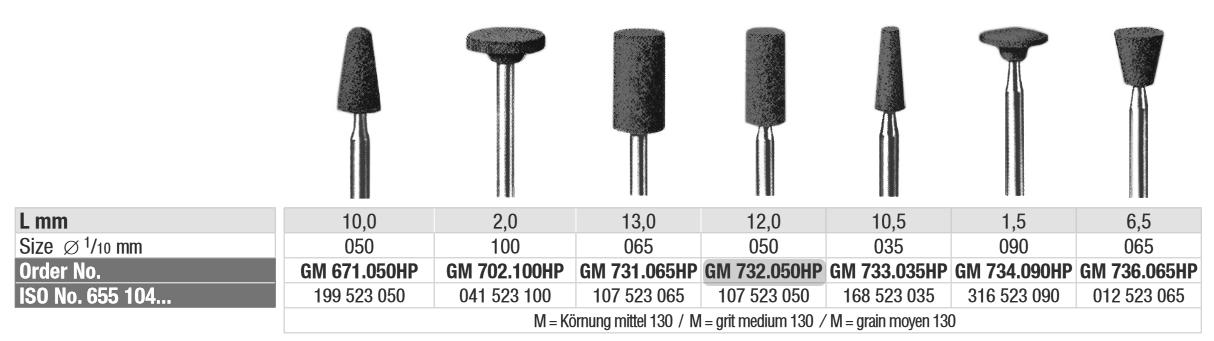 L mm 10,0 2,0 13,0 12,0 10,5 1,5 6,5
Size ⌀ 1/10 mm 050 100 065 050 035 090 065
Order No. GM 671.050HP GM 702.100HP GM 731.065HP GM 732.050HP GM 733.035HP GM 734.090HP GM 736.065HP
ISO No. 655 104... 199 523 050 041 523 100 107 523 065 107 523 050 168 523 035 316 523 090 012 523 065
M = Körnung mittel 130 / M = grit medium 130 / M = grain moyen 130